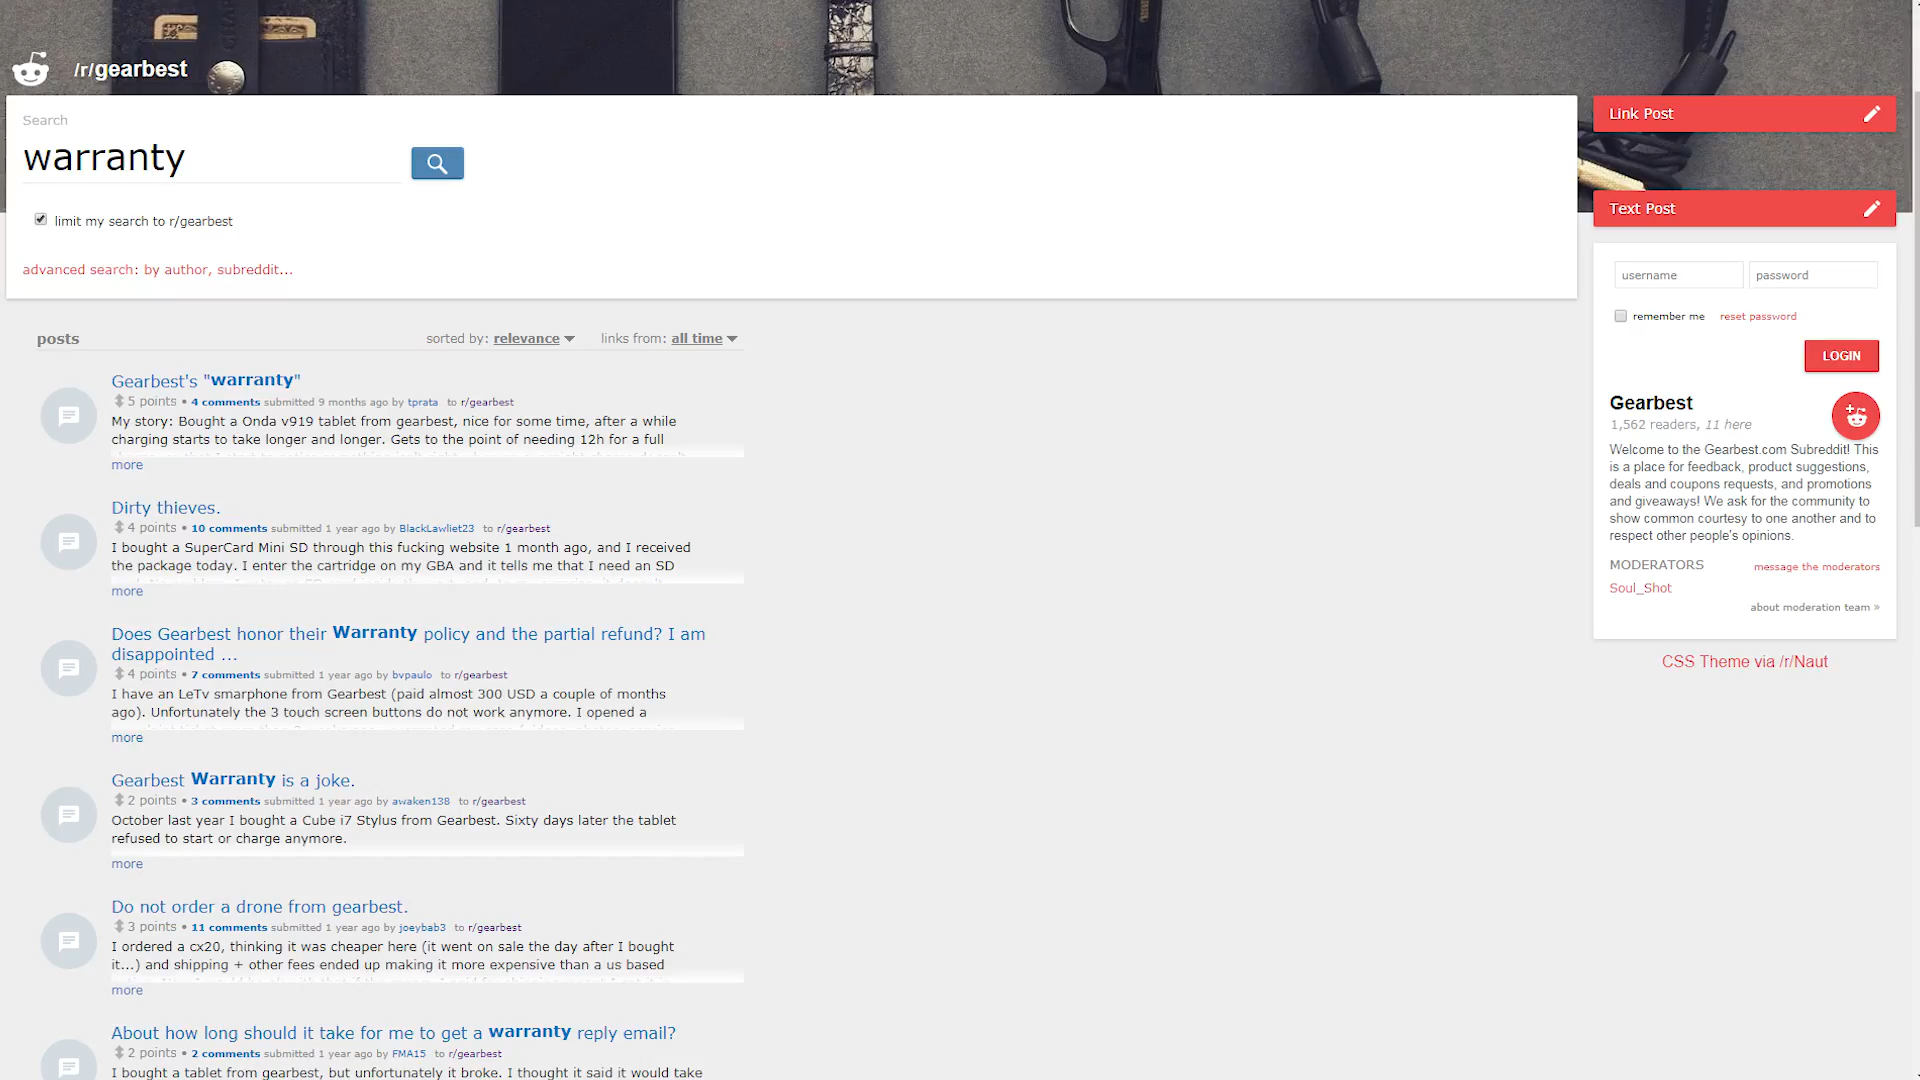 /r/gearbest
Search
warranty
limit my search to r/gearbest
advanced search: by author, subreddit...
posts
sorted by: relevance
links from: all time
Gearbest's "warranty"
5 points • 4 comments submitted 9 months ago by tprata to r/gearbest
My story: Bought a Onda v919 tablet from gearbest, nice for some time, after a while
charging starts to take longer and longer. Gets to the point of needing 12h for a full
more
Dirty thieves.
4 points • 10 comments submitted 1 year ago by BlackLawliet23 to r/gearbest
I bought a SuperCard Mini SD through this fucking website 1 month ago, and I received
the package today. I enter the cartridge on my GBA and it tells me that I need an SD
more
Does Gearbest honor their Warranty policy and the partial refund? I am
disappointed ...
4 points • 7 comments submitted 1 year ago by bvpaulo to r/gearbest
I have an LeTv smarphone from Gearbest (paid almost 300 USD a couple of months
ago). Unfortunately the 3 touch screen buttons do not work anymore. I opened a
more
Gearbest Warranty is a joke.
2 points • 3 comments submitted 1 year ago by awaken138 to r/gearbest
October last year I bought a Cube i7 Stylus from Gearbest. Sixty days later the tablet
refused to start or charge anymore.
more
Do not order a drone from gearbest.
3 points • 11 comments submitted 1 year ago by joeybab3 to r/gearbest
I ordered a cx20, thinking it was cheaper here (it went on sale the day after I bought
it...) and shipping + other fees ended up making it more expensive than a us based
more
About how long should it take for me to get a warranty reply email?
2 points • 2 comments submitted 1 year ago by FMA15 to r/gearbest
I bought a tablet from gearbest, but unfortunately it broke. I thought it said it would take
Link Post
Text Post
username
password
remember me
reset password
LOGIN
Gearbest
1,562 readers, 11 here
Welcome to the Gearbest.com Subreddit! This
is a place for feedback, product suggestions,
deals and coupons requests, and promotions
and giveaways! We ask for the community to
show common courtesy to one another and to
respect other people's opinions.
MODERATORS
message the moderators
Soul_Shot
about moderation team »
CSS Theme via /r/Naut